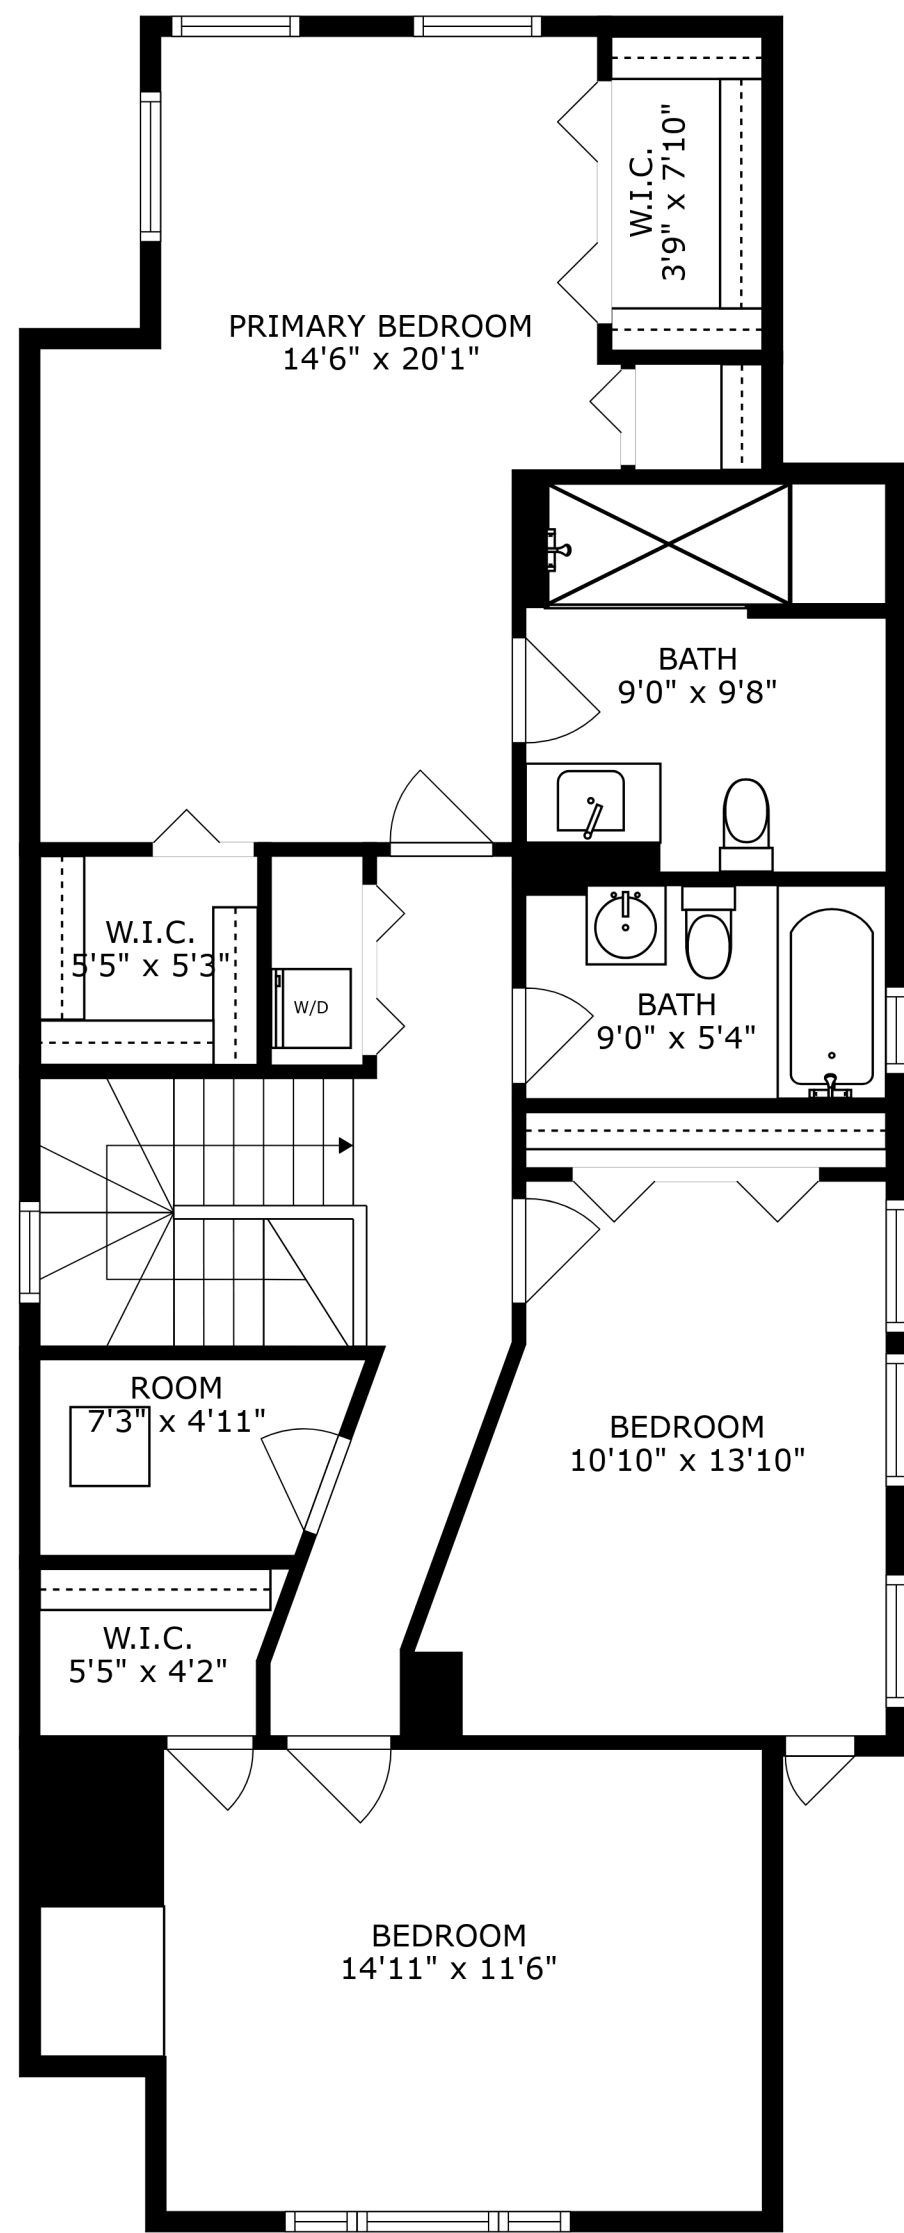 W.I.C.
3'9" x 7'10"
PRIMARY BEDROOM
14'6" x 20'1"
BATH
9'0" x 9'8"
W.I.C.
5'5" x 5'3"
W/D
BATH
9'0" x 5'4"
ROOM
7'3" x 4'11"
BEDROOM
10'10" x 13'10"
W.I.C.
5'5" x 4'2"
BEDROOM
14'11" x 11'6"